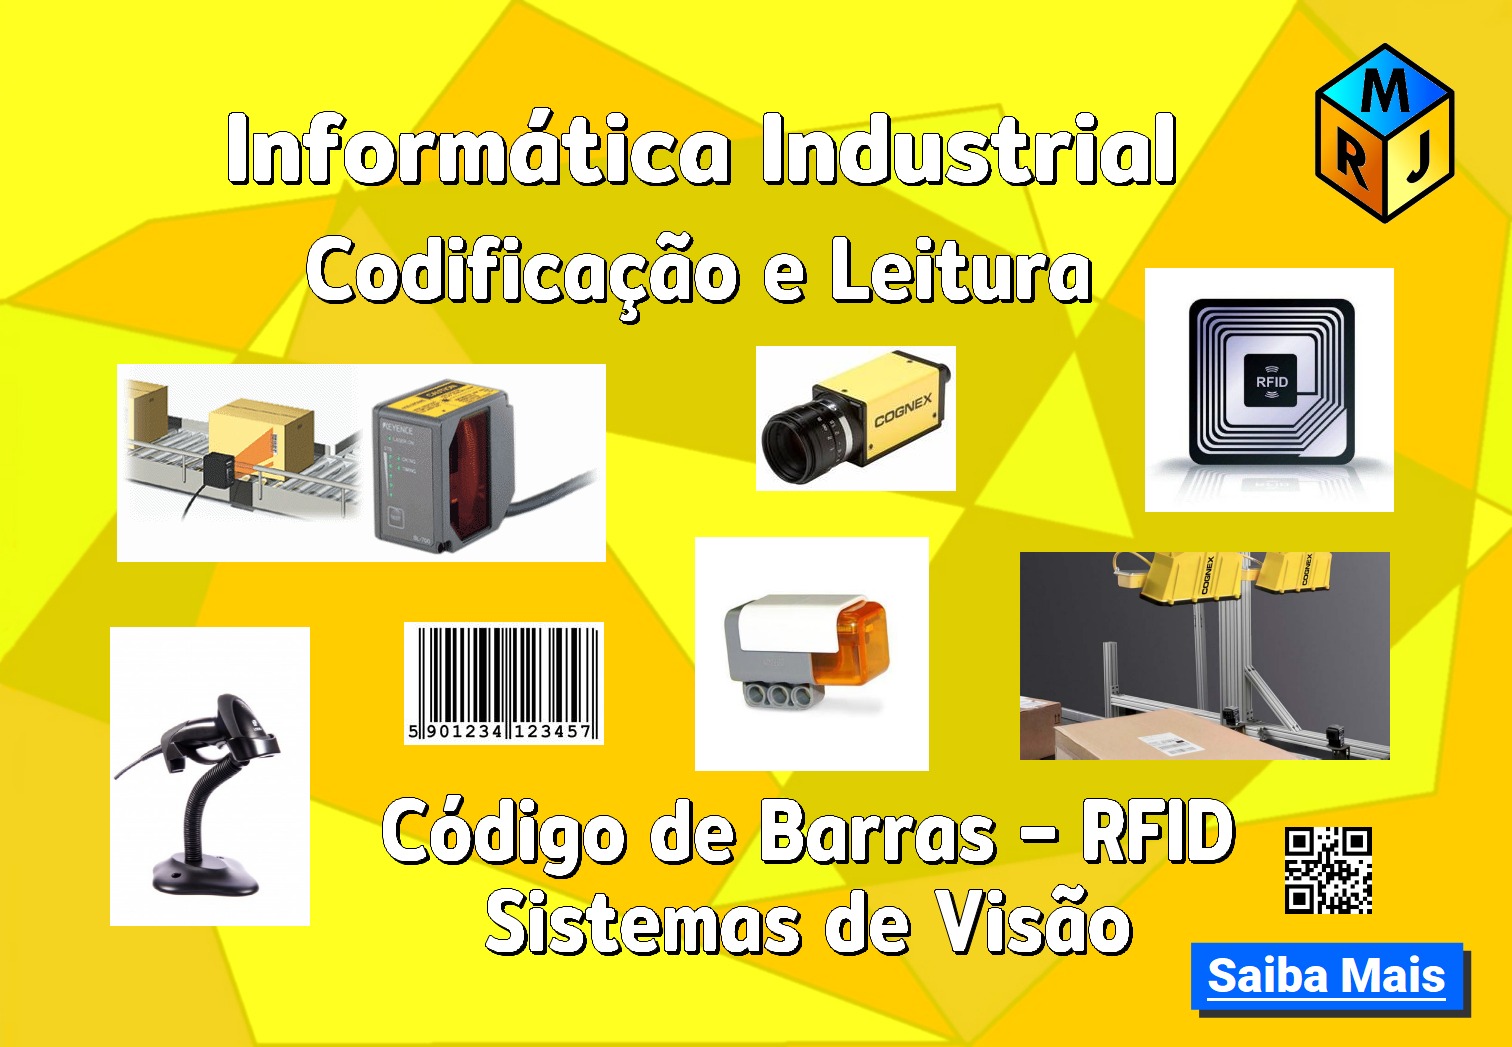 M
R J
Informática Industrial
Codificação e Leitura
KEYENCE
COGNEX
RFID
COGNEX
COGNEX
5 901234 123457
Código de Barras - RFID
Sistemas de Visão
Saiba Mais